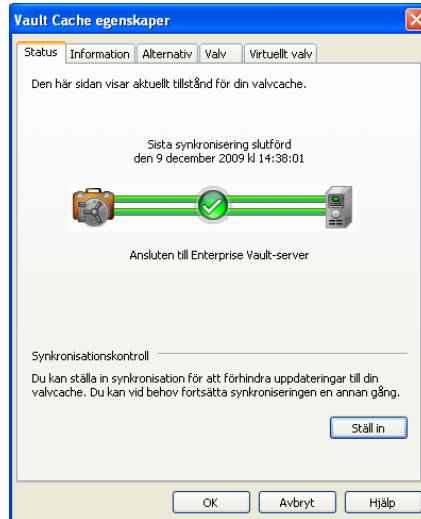 Vault Cache egenskaper
Status Information Alternativ Valv Virtuellt valv
Den här sidan visar aktuellt tillstånd för din valvcache.
Sista synkronisering slutförd
den 9 december 2009 kl 14:38:01
Ansluten till Enterprise Vault-server
Synkronisationskontroll
Du kan ställa in synkronisation för att förhindra uppdateringar till din
valvcache. Du kan vid behov fortsätta synkroniseringen en annan gång.
Ställ in
OK Avbryt Hjälp